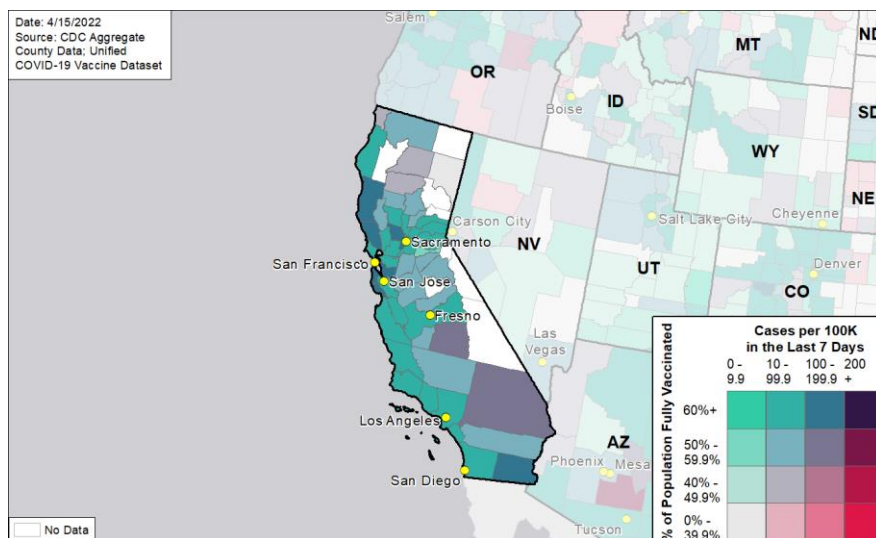 Date: 4/15/2022
Source: CDC Aggregate
County Data; Unified
COVID-19 Vaccine Dataset
Salem
OR
Boise
ID
MT
ND
SD
WY
NE
Cheyenne
Carson City
Salt Lake City
Sacramento
NV
UT
Denver
CO
San Francisco
San Jose
Fresno
Las
Vegas
Los Angeles
AZ
Phoenix
Mesa
San Diego
Tucson
No Data
Cases per 100K
in the Last 7 Days
0 -
9.9
10 -
99.9
100 -
199.9
200
+
% of Population Fully Vaccinated
60%+
50% -
59.9%
40% -
49.9%
0% -
39.9%